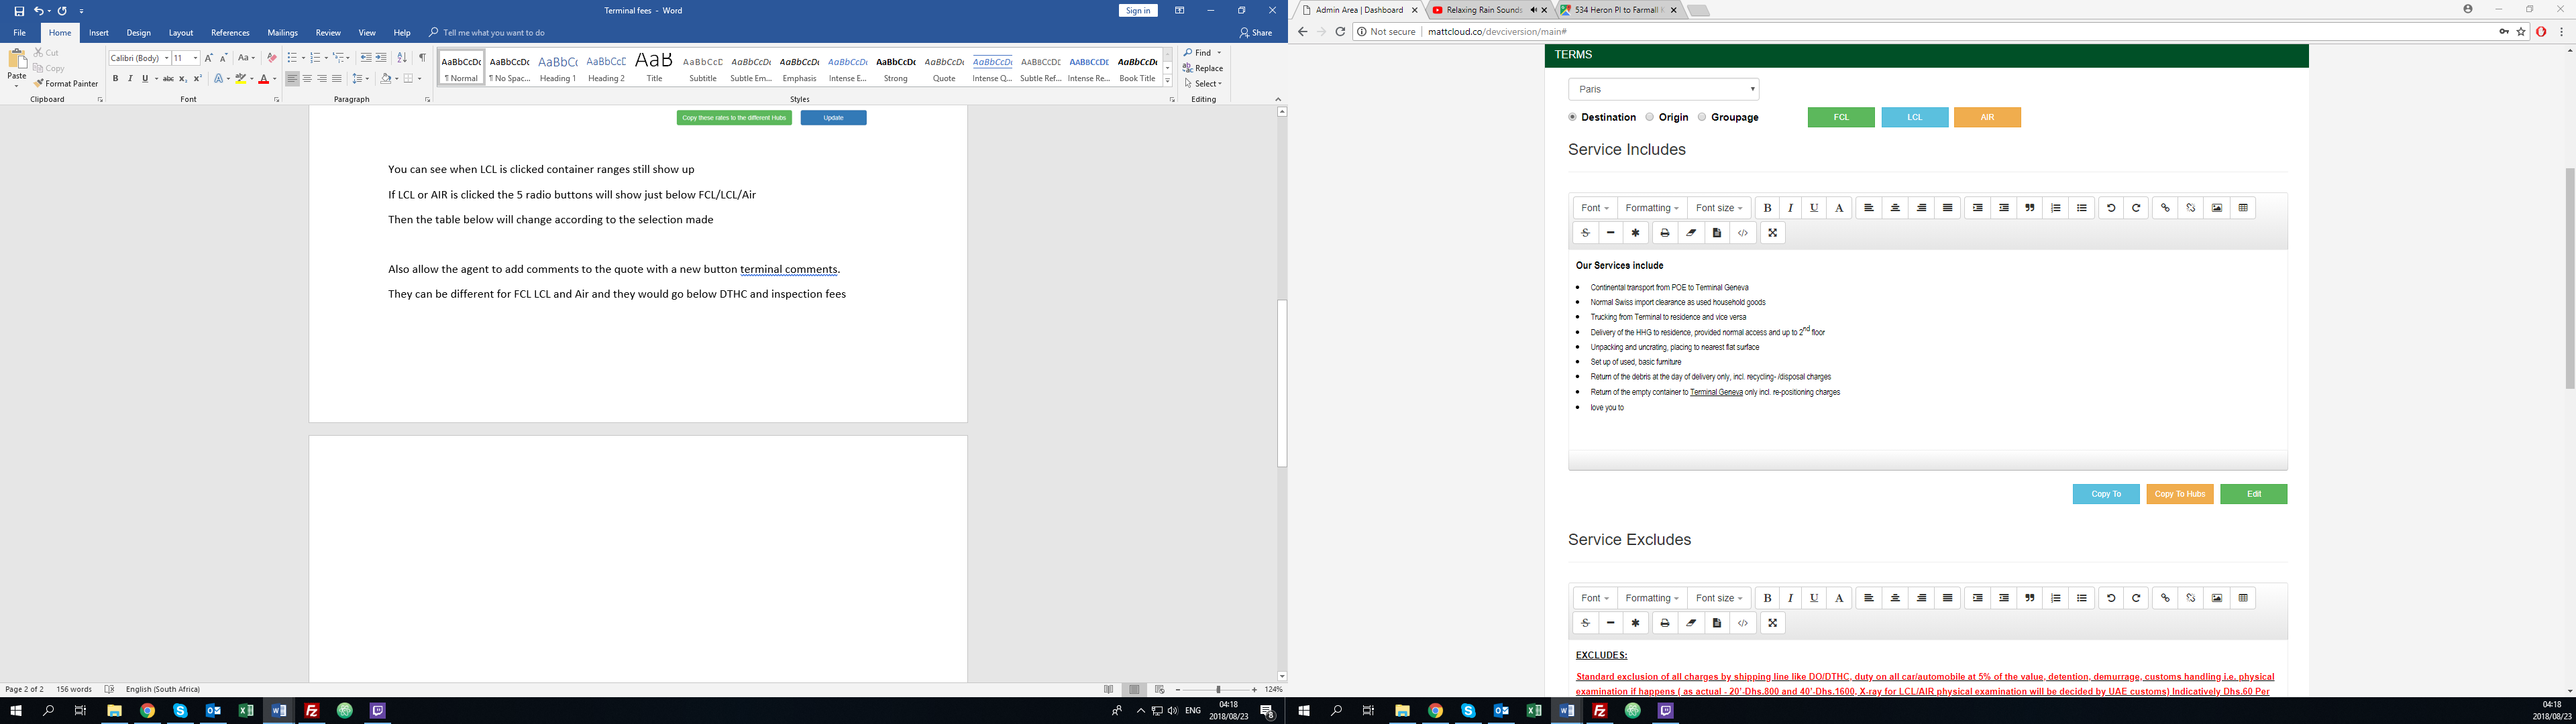 Terminal fees - Word
Sign in
File Home Insert Design Layout References Mailings Review View Help Tell me what you want to do
Share
Paste
Cut
Copy
Format Painter
Clipboard
Calibri (Body) 11
Font
Paragraph
AaBbCcDc ¶ Normal
AaBbCcDc ¶ No Spac...
AaBbCc Heading 1
AaBbCcC Heading 2
AaB Title
AaBbCcC Subtitle
AaBbCcDc Subtle Em...
AaBbCcDc Emphasis
AaBbCcDc Intense E...
AaBbCcDc Strong
AaBbCcDc Quote
AaBbCcDc Intense Q...
AABBCCDC Subtle Ref...
AABBCCDC Intense Re...
AaBbCcDc Book Title
Styles
Find
Replace
Select
Editing
Copy these rates to the different Hubs
Update
You can see when LCL is clicked container ranges still show up
If LCL or AIR is clicked the 5 radio buttons will show just below FCL/LCL/Air
Then the table below will change according to the selection made
Also allow the agent to add comments to the quote with a new button terminal comments.
They can be different for FCL LCL and Air and they would go below DTHC and inspection fees
Page 2 of 2 156 words English (South Africa)
124%
ENG
04:18
2018/08/23
8
Admin Area | Dashboard
Relaxing Rain Sounds
534 Heron Pl to Farmall
Not secure | mattcloud.co/devciversion/main#
TERMS
Paris
Destination Origin Groupage
FCL LCL AIR
Service Includes
Font Formatting Font size B I U A
Our Services include
• Continental transport from POE to Terminal Geneva
• Normal Swiss import clearance as used household goods
• Trucking from Terminal to residence and vice versa
• Delivery of the HHG to residence, provided normal access and up to 2nd floor
• Unpacking and uncrating, placing to nearest flat surface
• Set up of used, basic furniture
• Return of the debris at the day of delivery only, incl. recycling- /disposal charges
• Return of the empty container to Terminal Geneva only incl. re-positioning charges
• love you to
Copy To
Copy To Hubs
Edit
Service Excludes
Font Formatting Font size B I U A
EXCLUDES:
Standard exclusion of all charges by shipping line like DO/DTHC, duty on all car/automobile at 5% of the value, detention, demurrage, customs handling i.e. physical
examination if happens ( as actual - 20'-Dhs.800 and 40'-Dhs.1600, X-ray for LCL/AIR physical examination will be decided by UAE customs) Indicatively Dhs.60 Per
04:18
2018/08/23